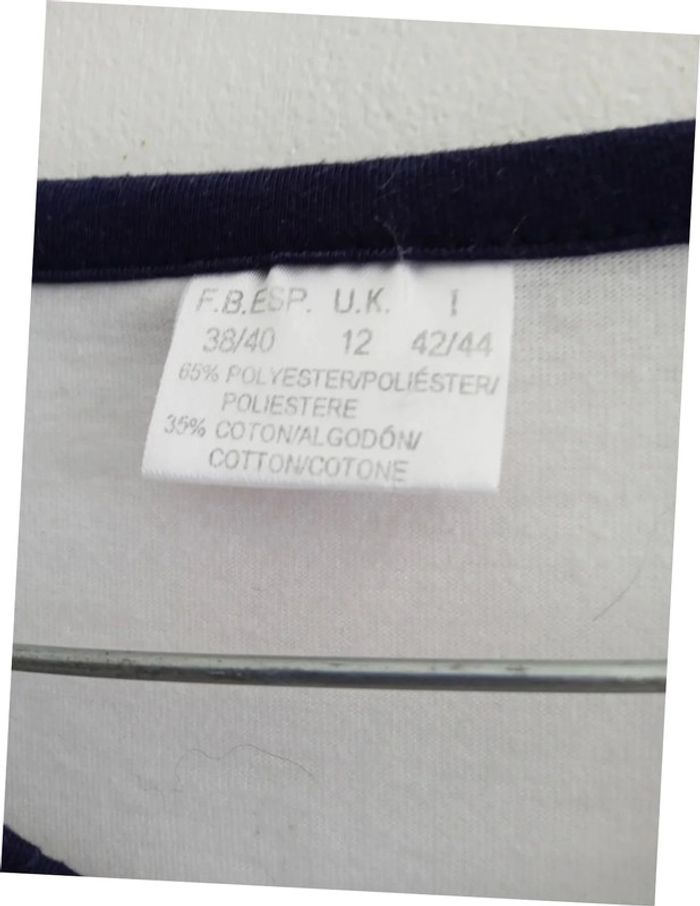 F.B.ESP. U.K. I
38/40 12 42/44
65% POLYESTER/POLIÉSTER/
POLIESTERE
35% COTON/ALGODÓN/
COTTON/COTONE